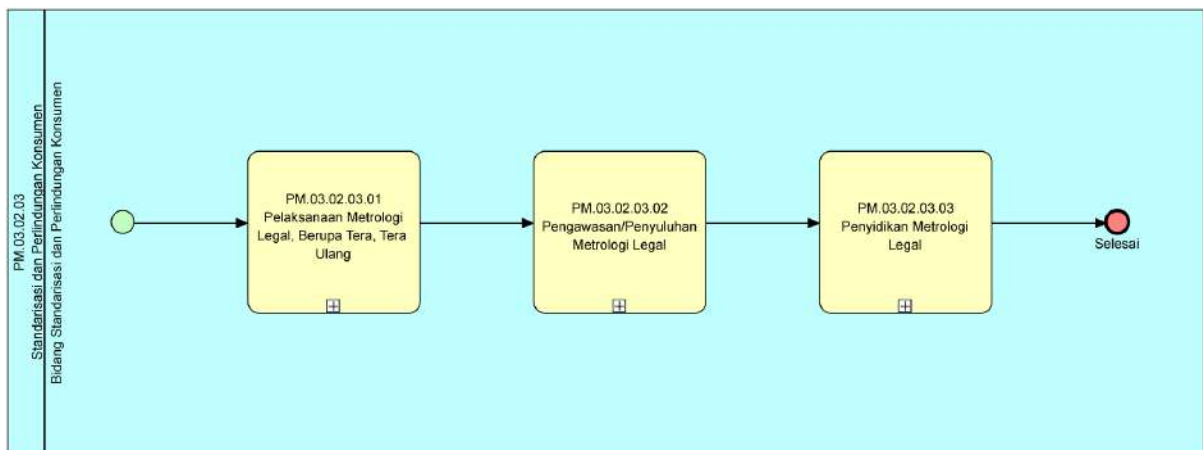 PM.03.02.03
Standarisasi dan Perlindungan Konsumen
Bidang Standarisasi dan Perlindungan Konsumen
PM.03.02.03.01
Pelaksanaan Metrologi
Legal, Berupa Tera, Tera
Ulang
PM.03.02.03.02
Pengawasan/Penyuluhan
Metrologi Legal
PM.03.02.03.03
Penyidikan Metrologi
Legal
Selesai